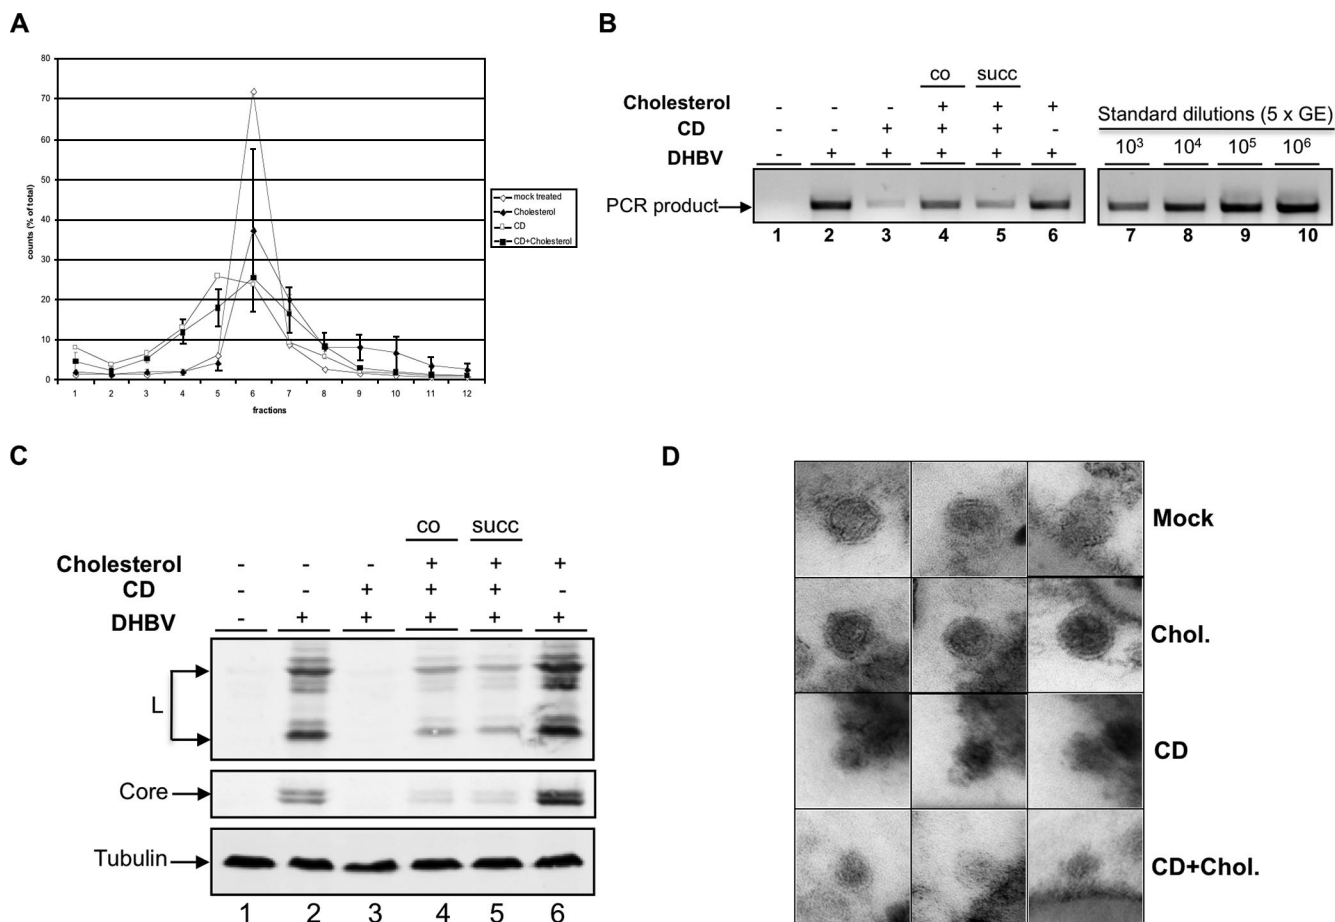 A
80
70
60
50
40
30
20
10
0
counts (% of total)
1 2 3 4 5 6 7 8 9 10 11 12
fractions
mock treated
Cholesterol
CD
CD+Cholesterol
B
co succ
Cholesterol - - - + + +
CD - - + + + -
DHBV - + + + + +
PCR product
1 2 3 4 5 6
Standard dilutions (5 x GE)
10³ 10⁴ 10⁵ 10⁶
7 8 9 10
C
co succ
Cholesterol - - - + + +
CD - - + + + -
DHBV - + + + + +
L
Core
Tubulin
1 2 3 4 5 6
D
Mock
Chol.
CD
CD+Chol.